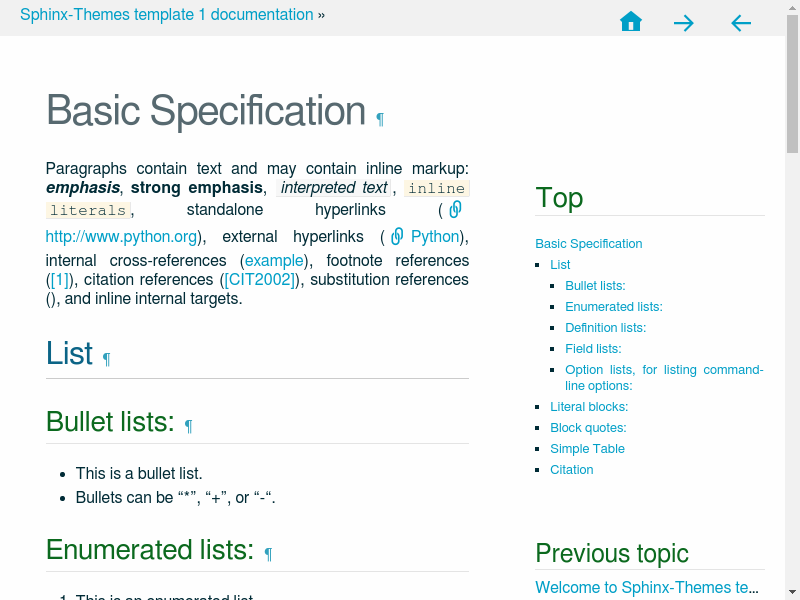 Sphinx-Themes template 1 documentation »
Basic Specification ¶
Paragraphs contain text and may contain inline markup:
emphasis, strong emphasis, interpreted text, inline
literals, standalone hyperlinks (
http://www.python.org), external hyperlinks ( Python),
internal cross-references (example), footnote references
([1]), citation references ([CIT2002]), substitution references
(), and inline internal targets.
List ¶
Bullet lists: ¶
• This is a bullet list.
• Bullets can be “*”, “+”, or “-“.
Enumerated lists: ¶
1. This is an enumerated list.
Top
Basic Specification
List
Bullet lists:
Enumerated lists:
Definition lists:
Field lists:
Option lists, for listing command-
line options:
Literal blocks:
Block quotes:
Simple Table
Citation
Previous topic
Welcome to Sphinx-Themes te...